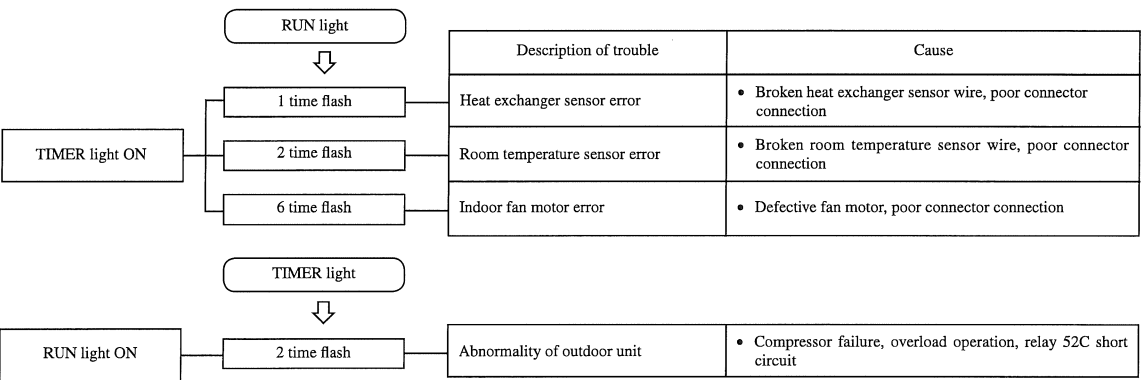 RUN light
Description of trouble
Cause
TIMER light ON
1 time flash
Heat exchanger sensor error
• Broken heat exchanger sensor wire, poor connector
connection
2 time flash
Room temperature sensor error
• Broken room temperature sensor wire, poor connector
connection
6 time flash
Indoor fan motor error
• Defective fan motor, poor connector connection
TIMER light
RUN light ON
2 time flash
Abnormality of outdoor unit
• Compressor failure, overload operation, relay 52C short
circuit